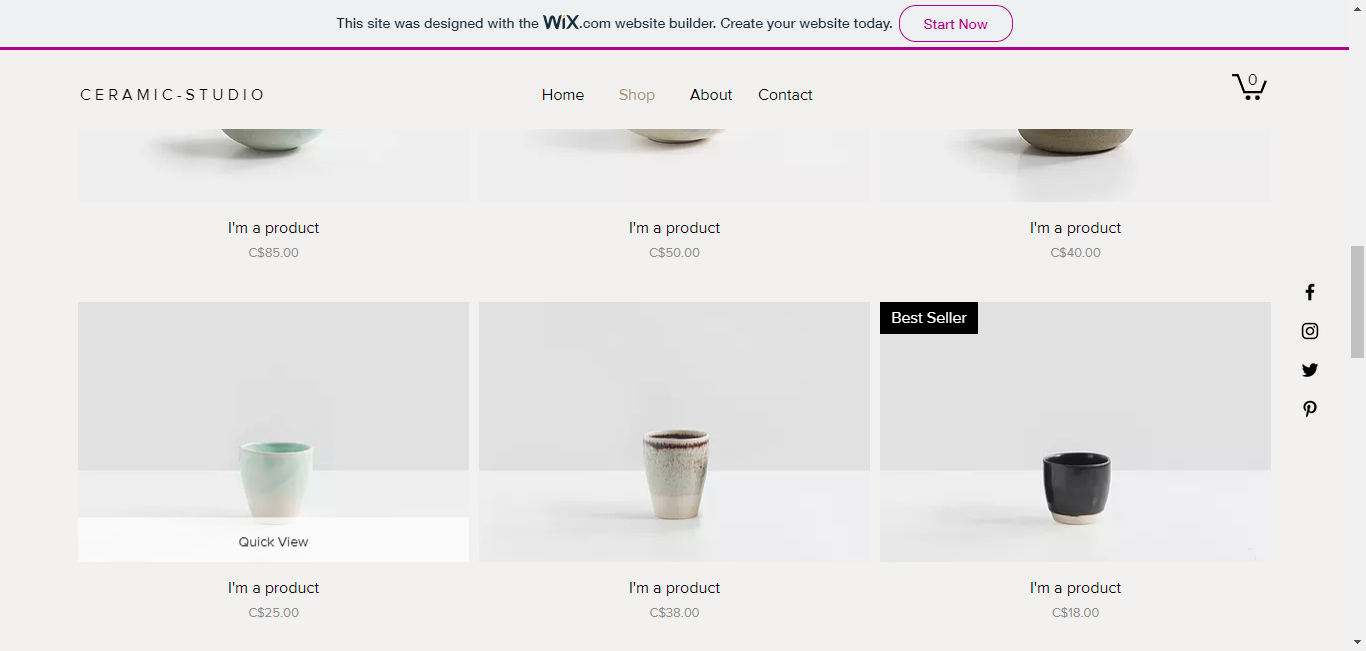 This site was designed with the WiX.com website builder. Create your website today. Start Now
CERAMIC-STUDIO Home Shop About Contact 0
I'm a product I'm a product I'm a product
C$85.00 C$50.00 C$40.00
Best Seller
Quick View
I'm a product I'm a product I'm a product
C$25.00 C$38.00 C$18.00